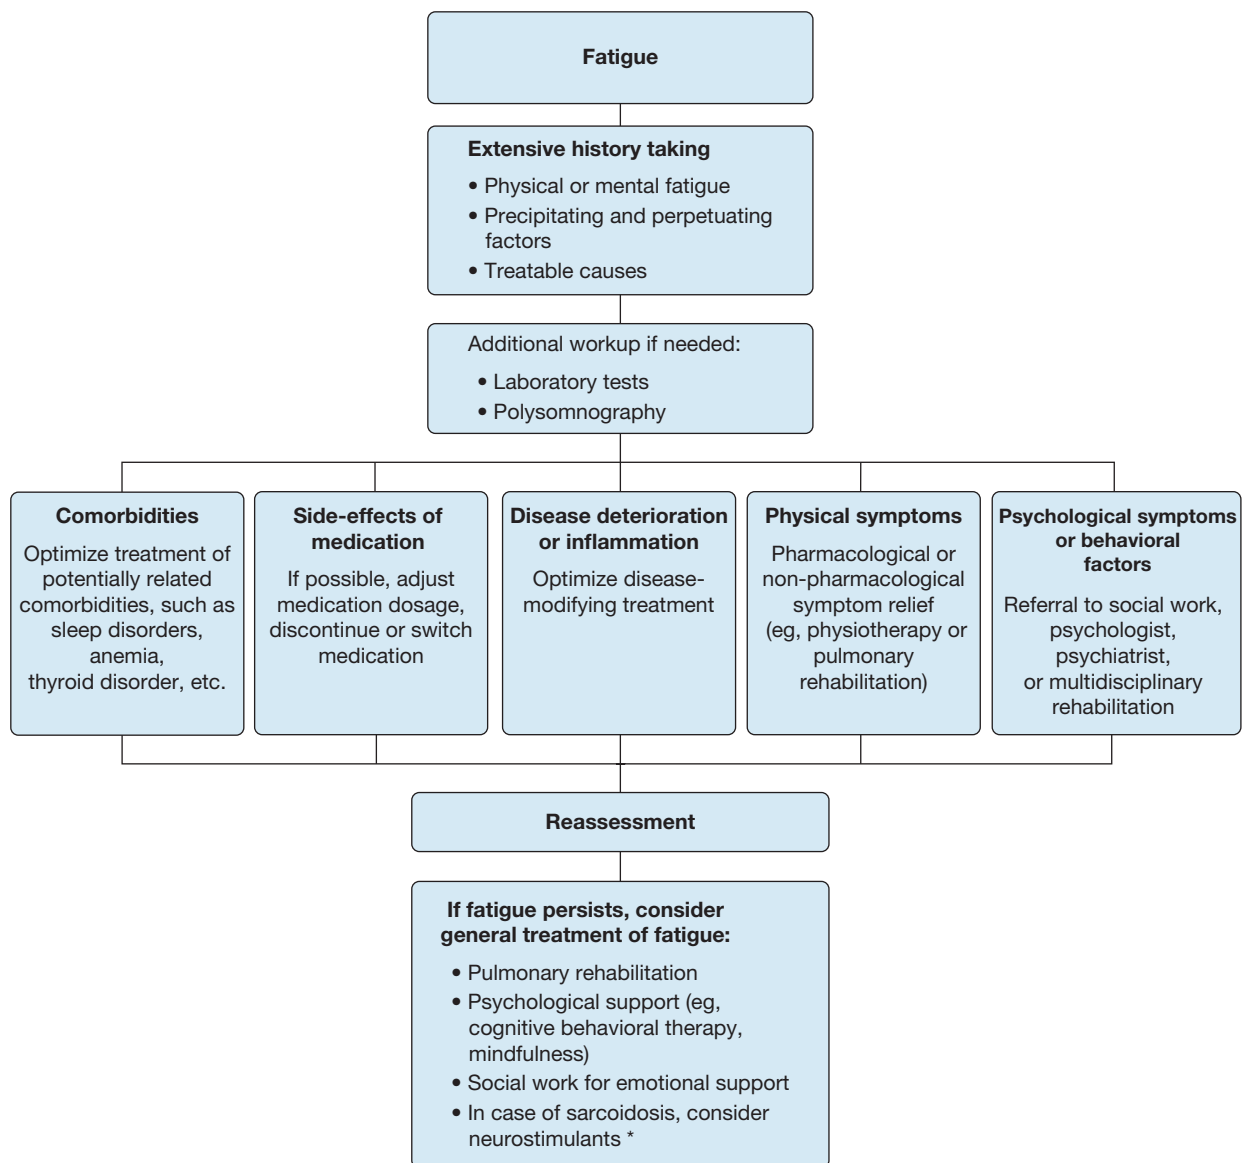 Fatigue
Extensive history taking
• Physical or mental fatigue
• Precipitating and perpetuating
factors
• Treatable causes
Additional workup if needed:
• Laboratory tests
• Polysomnography
Comorbidities
Optimize treatment of
potentially related
comorbidities, such as
sleep disorders,
anemia,
thyroid disorder, etc.
Side-effects of
medication
If possible, adjust
medication dosage,
discontinue or switch
medication
Disease deterioration
or inflammation
Optimize disease-
modifying treatment
Physical symptoms
Pharmacological or
non-pharmacological
symptom relief
(eg, physiotherapy or
pulmonary
rehabilitation)
Psychological symptoms
or behavioral
factors
Referral to social work,
psychologist,
psychiatrist,
or multidisciplinary
rehabilitation
Reassessment
If fatigue persists, consider
general treatment of fatigue:
• Pulmonary rehabilitation
• Psychological support (eg,
cognitive behavioral therapy,
mindfulness)
• Social work for emotional support
• In case of sarcoidosis, consider
neurostimulants *